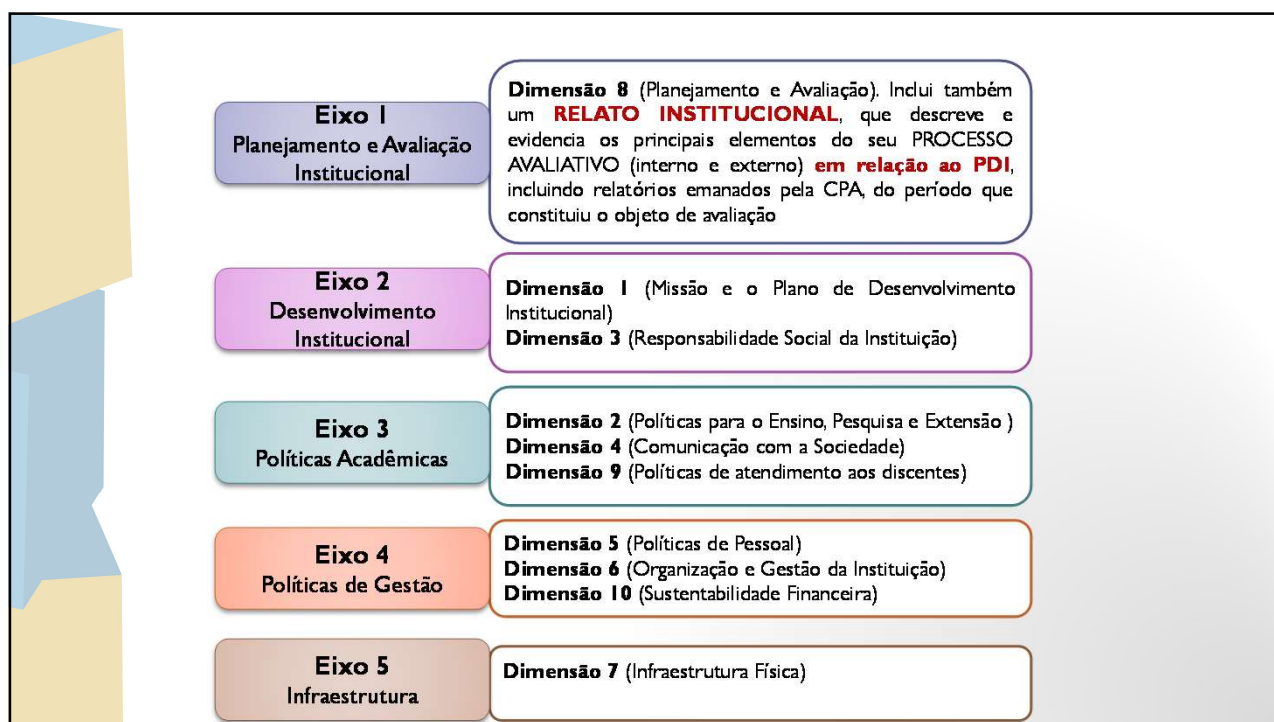 Eixo 1
Planejamento e Avaliação
Institucional
Dimensão 8 (Planejamento e Avaliação). Inclui também
um RELATO INSTITUCIONAL, que descreve e
evidencia os principais elementos do seu PROCESSO
AVALIATIVO (interno e externo) em relação ao PDI,
incluindo relatórios emanados pela CPA, do período que
constituiu o objeto de avaliação
Eixo 2
Desenvolvimento
Institucional
Dimensão 1 (Missão e o Plano de Desenvolvimento
Institucional)
Dimensão 3 (Responsabilidade Social da Instituição)
Eixo 3
Políticas Acadêmicas
Dimensão 2 (Políticas para o Ensino, Pesquisa e Extensão )
Dimensão 4 (Comunicação com a Sociedade)
Dimensão 9 (Políticas de atendimento aos discentes)
Eixo 4
Políticas de Gestão
Dimensão 5 (Políticas de Pessoal)
Dimensão 6 (Organização e Gestão da Instituição)
Dimensão 10 (Sustentabilidade Financeira)
Eixo 5
Infraestrutura
Dimensão 7 (Infraestrutura Física)